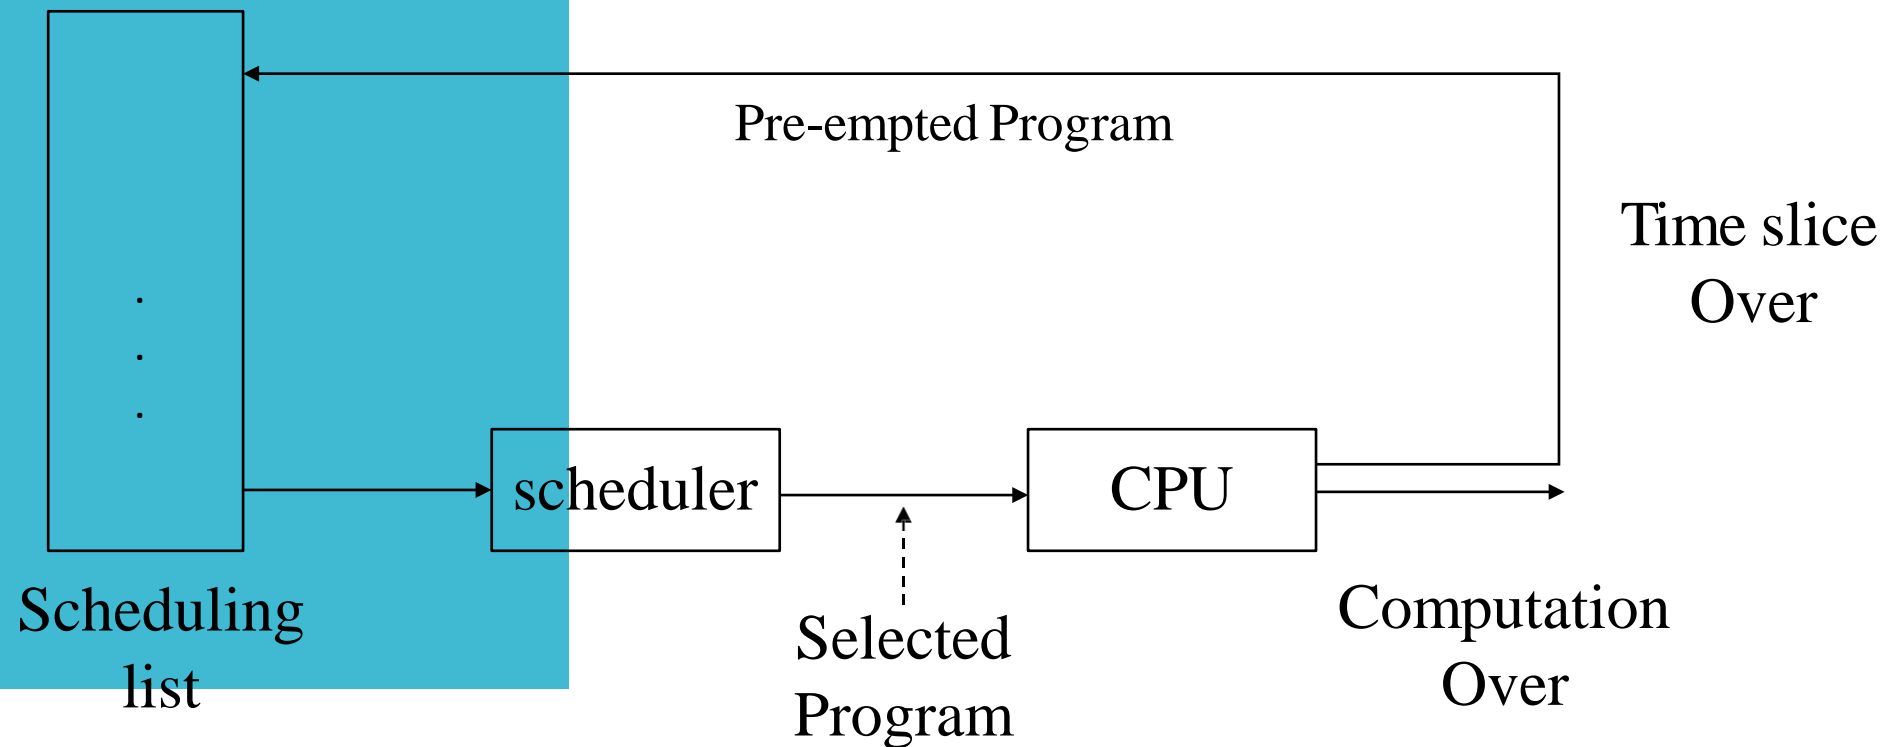 Pre-empted Program
Time slice
Over
.
.
.
scheduler
CPU
Scheduling
list
Selected
Program
Computation
Over